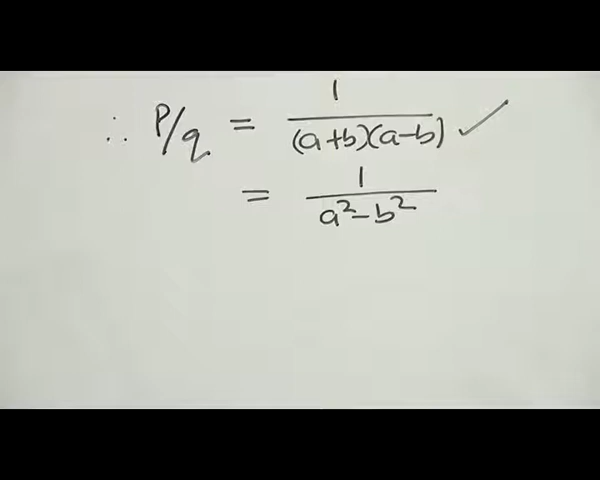 ∴ P/q = 1/((a+b)(a-b)) ✓
= 1/(a²-b²)